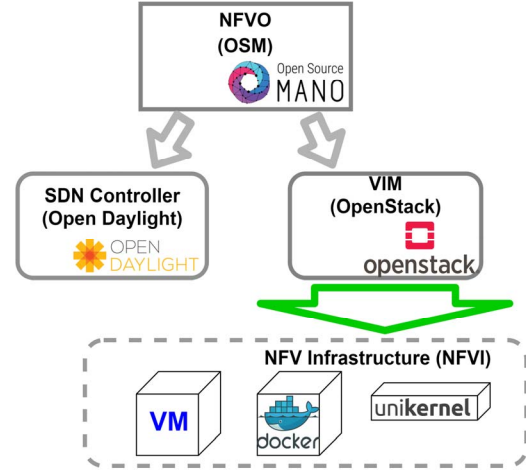 NFVO
(OSM)
Open Source
MANO
SDN Controller
(Open Daylight)
OPEN
DAYLIGHT
VIM
(OpenStack)
openstack
NFV Infrastructure (NFVI)
VM
docker
unikernel